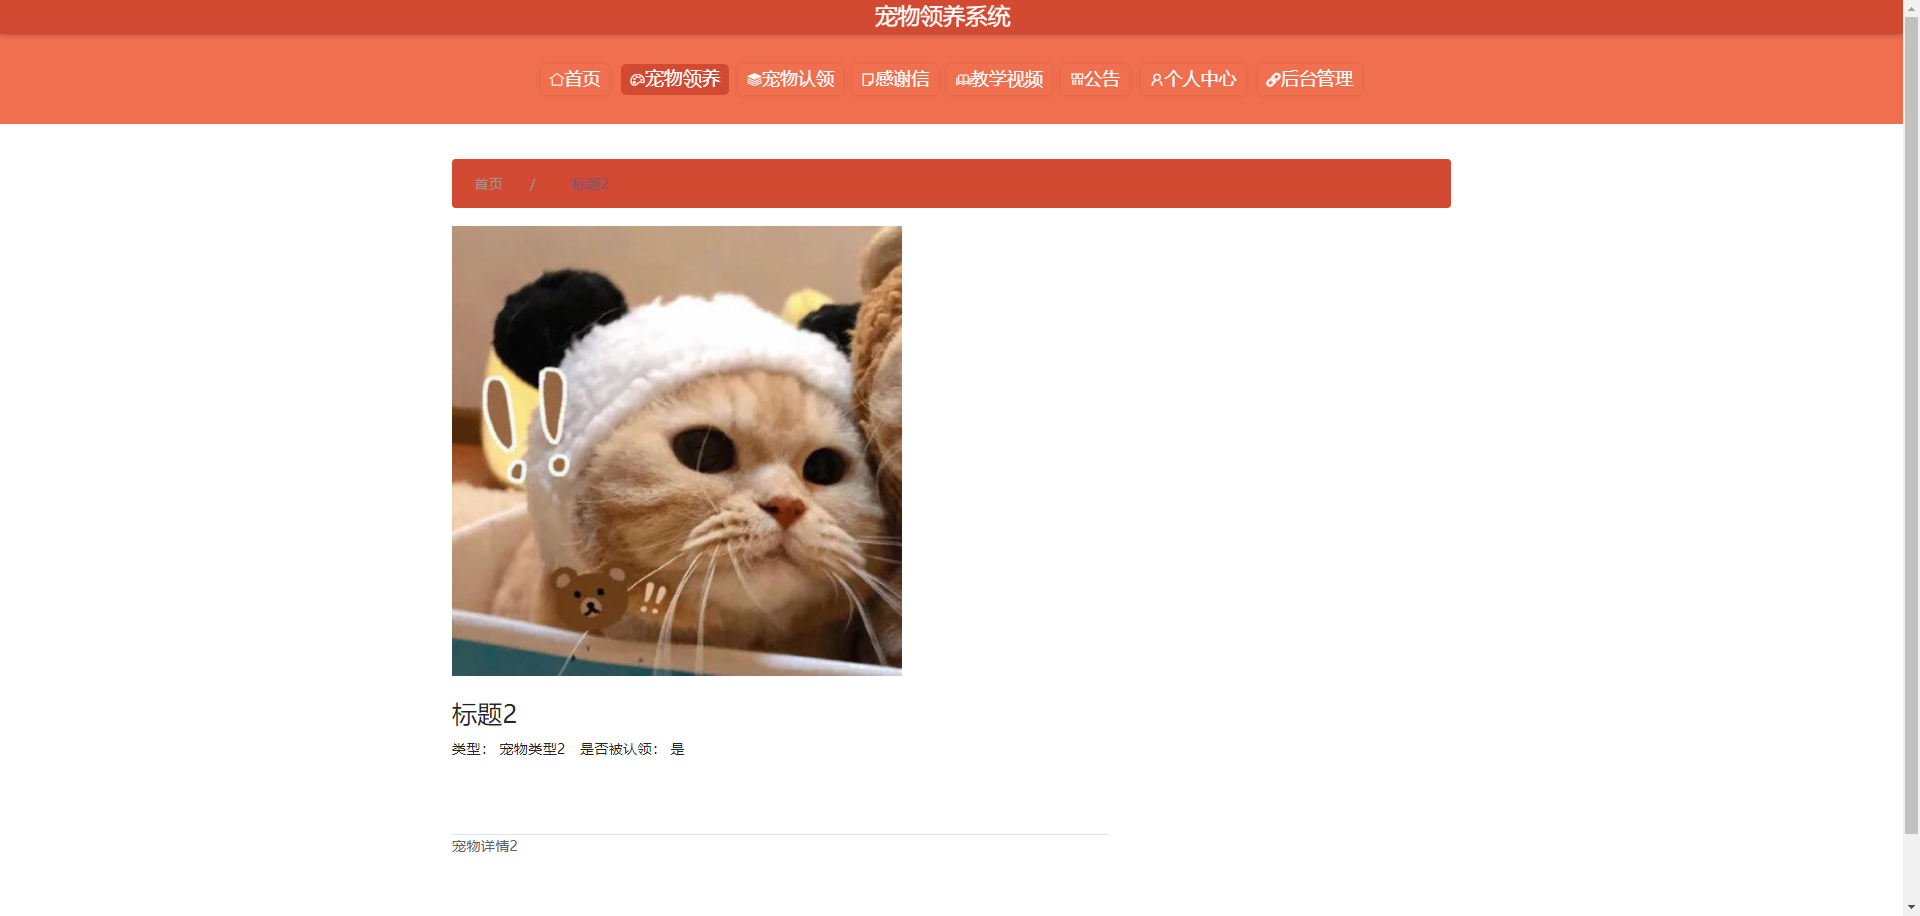 宠物领养系统
首页 宠物领养 宠物认领 感谢信 教学视频 公告 个人中心 后台管理
首页 / 标题2
!! !!
标题2
类型： 宠物类型2 是否被认领： 是
宠物详情2